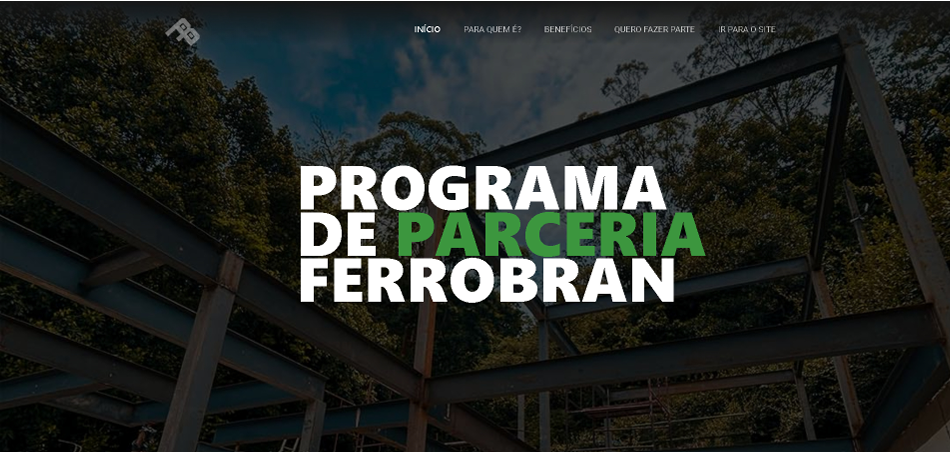 INÍCIO PARA QUEM É? BENEFÍCIOS QUERO FAZER PARTE IR PARA O SITE
PROGRAMA
DE PARCERIA
FERROBRAN